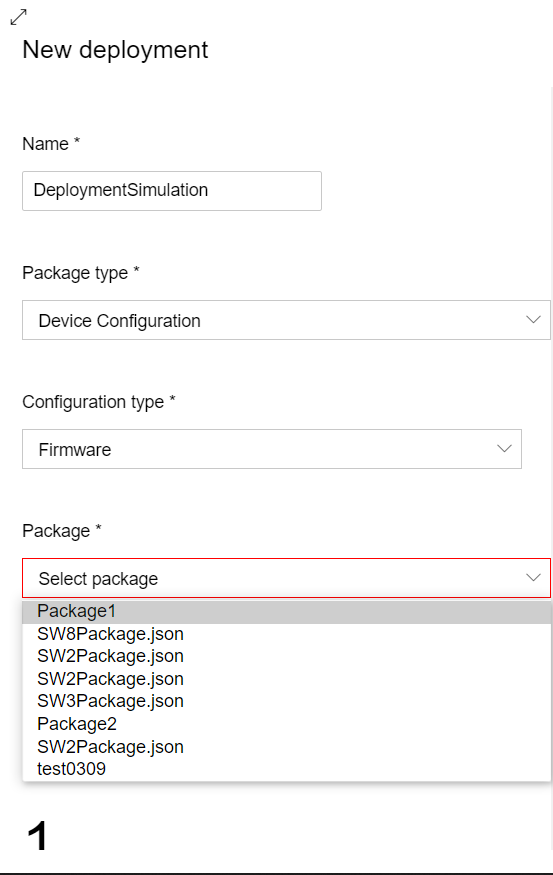 New deployment
Name *
DeploymentSimulation
Package type *
Device Configuration
Configuration type *
Firmware
Package *
Select package
Package1
SW8Package.json
SW2Package.json
SW2Package.json
SW3Package.json
Package2
SW2Package.json
test0309
1